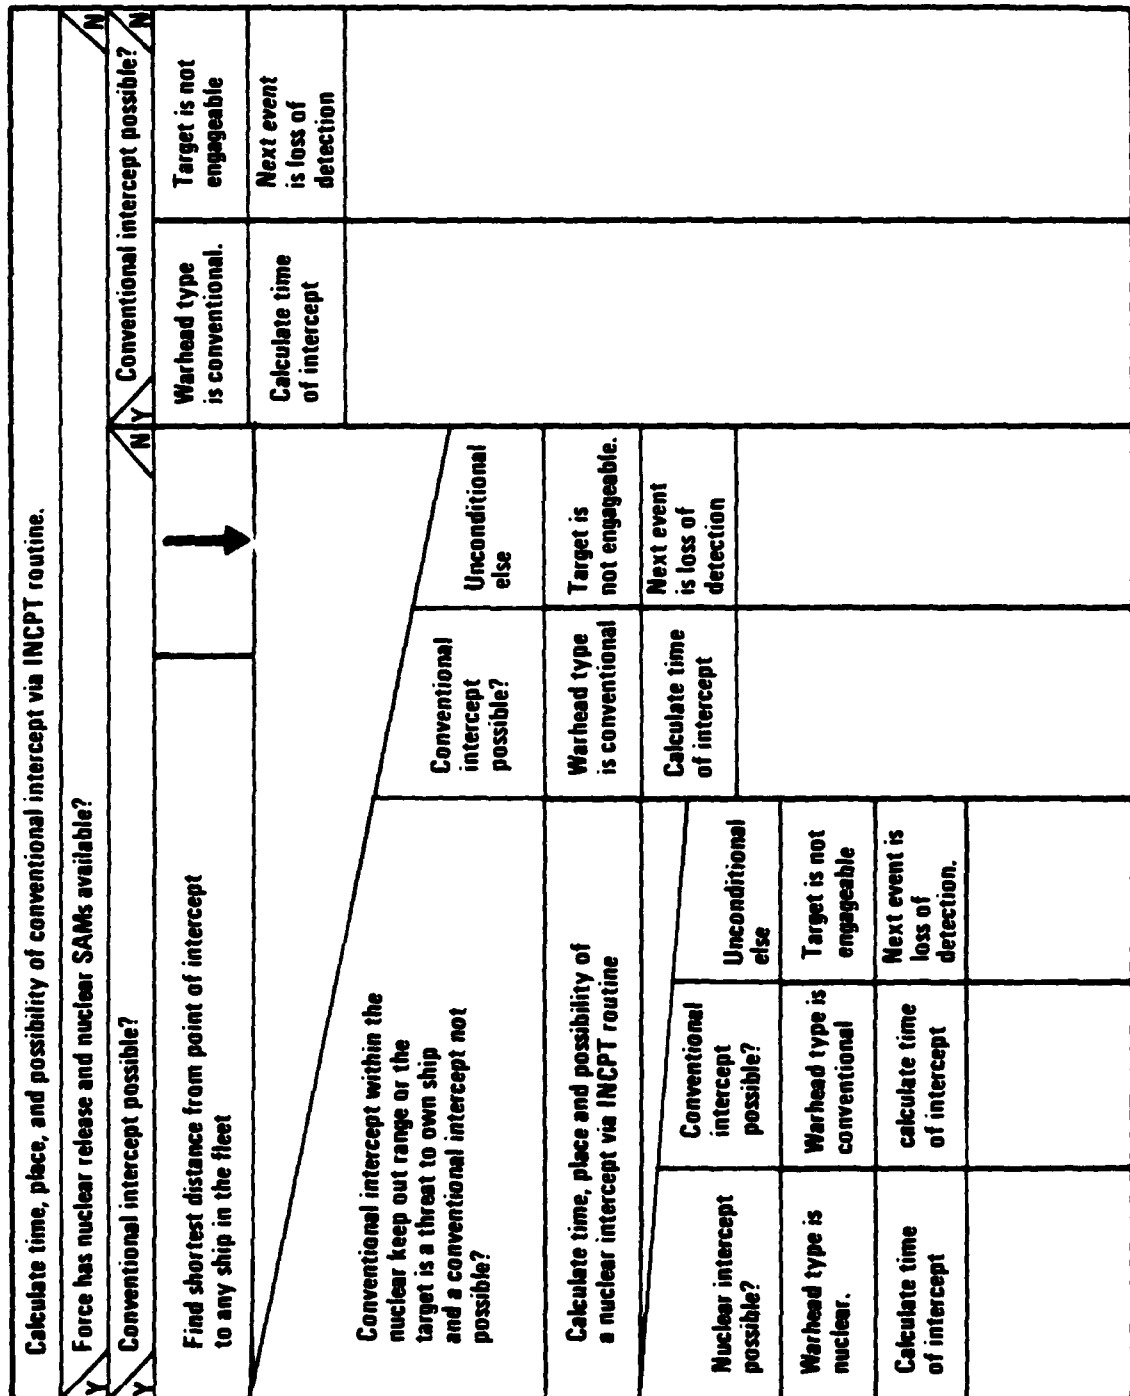 Calculate time, place, and possibility of conventional intercept via INCPT routine.
Y
Force has nuclear release and nuclear SAMs available?
N
Y
Conventional intercept possible?
N
Y
Conventional intercept possible?
N
Find shortest distance from point of intercept
to any ship in the fleet
Warhead type
is conventional.
Target is not
engageable
Calculate time
of intercept
Next event
is loss of
detection
Conventional intercept within the
nuclear keep out range or the
target is a threat to own ship
and a conventional intercept not
possible?
Conventional
intercept
possible?
Unconditional
else
Calculate time, place and possibility of
a nuclear intercept via INCPT routine
Warhead type
is conventional
Target is
not engageable.
Calculate time
of intercept
Next event
is loss of
detection
Nuclear intercept
possible?
Conventional
intercept
possible?
Unconditional
else
Warhead type is
nuclear.
Warhead type is
conventional
Target is not
engageable
Calculate time
of intercept
calculate time
of intercept
Next event is
loss of
detection.